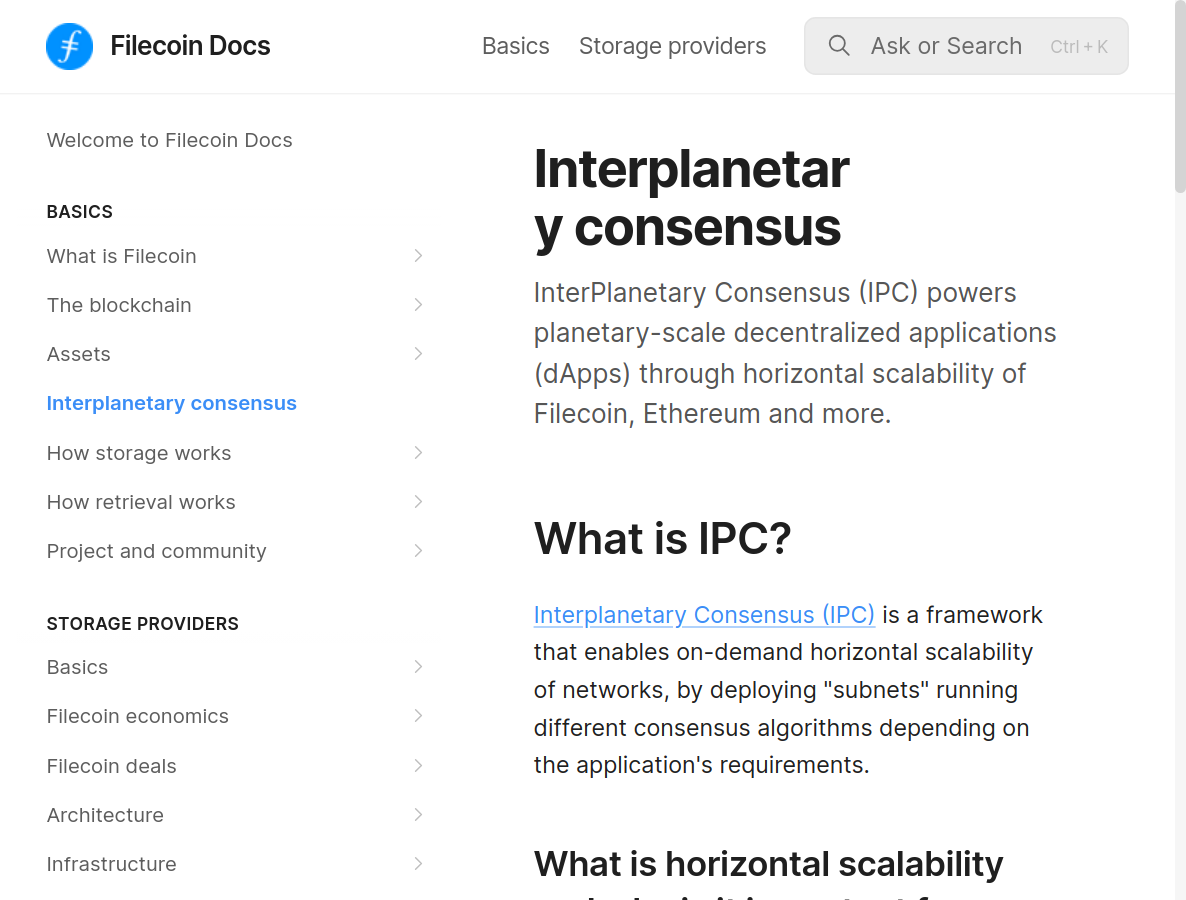 Filecoin Docs
Basics
Storage providers
Ask or Search
Ctrl + K
Welcome to Filecoin Docs
BASICS
What is Filecoin
The blockchain
Assets
Interplanetary consensus
How storage works
How retrieval works
Project and community
STORAGE PROVIDERS
Basics
Filecoin economics
Filecoin deals
Architecture
Infrastructure
Interplanetar
y consensus
InterPlanetary Consensus (IPC) powers
planetary-scale decentralized applications
(dApps) through horizontal scalability of
Filecoin, Ethereum and more.
What is IPC?
Interplanetary Consensus (IPC) is a framework
that enables on-demand horizontal scalability
of networks, by deploying "subnets" running
different consensus algorithms depending on
the application's requirements.
What is horizontal scalability